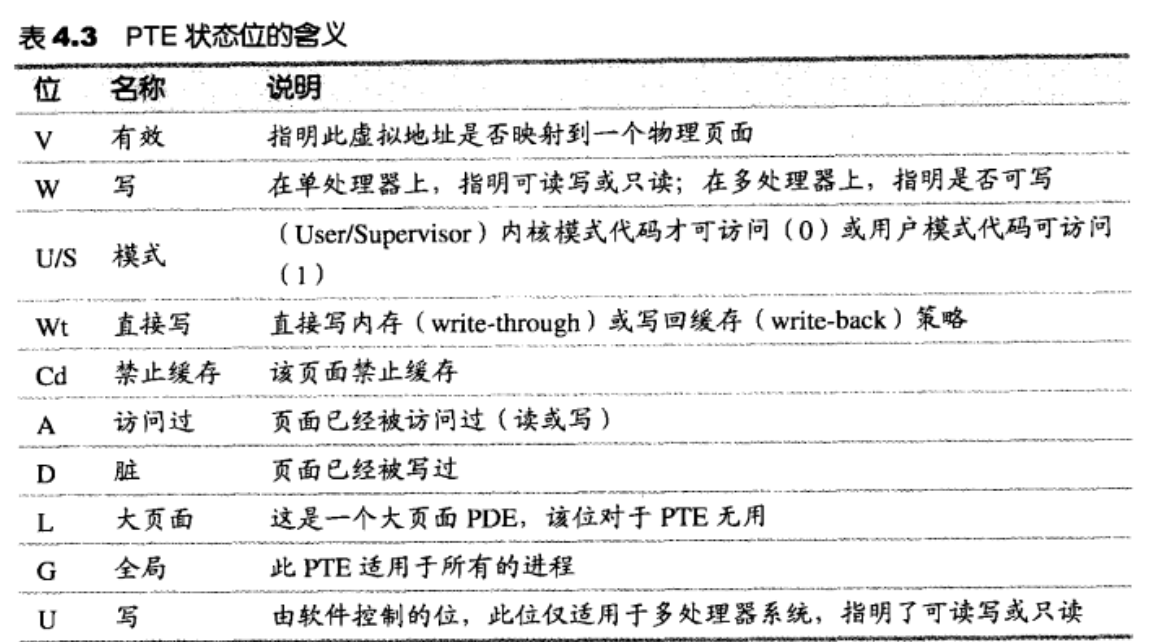 表 4.3 PTE 状态位的含义
位 名称 说明
V 有效 指明此虚拟地址是否映射到一个物理页面
W 写 在单处理器上，指明可读写或只读；在多处理器上，指明是否可写
U/S 模式 （User/Supervisor）内核模式代码才可访问（0）或用户模式代码可访问
（1）
Wt 直接写 直接写内存（write-through）或写回缓存（write-back）策略
Cd 禁止缓存 该页面禁止缓存
A 访问过 页面已经被访问过（读或写）
D 脏 页面已经被写过
L 大页面 这是一个大页面 PDE，该位对于 PTE 无用
G 全局 此 PTE 适用于所有的进程
U 写 由软件控制的位，此位仅适用于多处理器系统，指明了可读写或只读